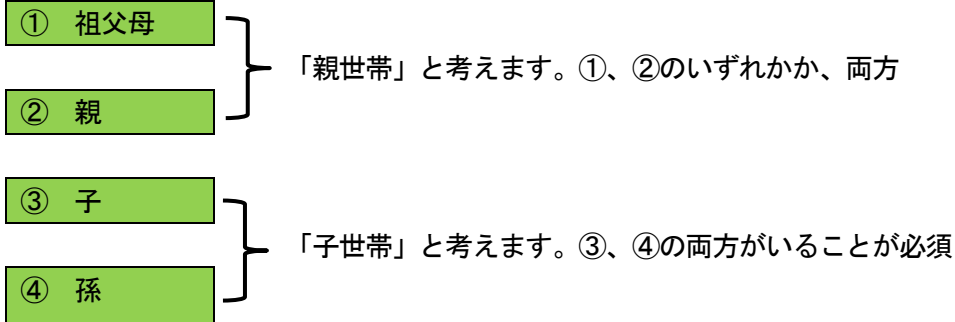 ① 祖父母
「親世帯」と考えます。①、②のいずれかか、両方
② 親
③ 子
「子世帯」と考えます。③、④の両方がいることが必須
④ 孫